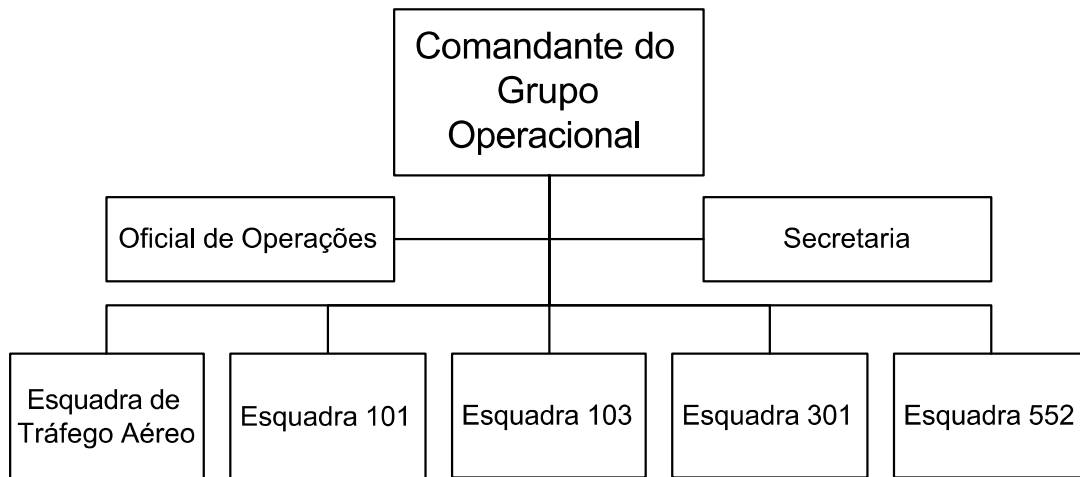 Comandante do
Grupo
Operacional
Oficial de Operações
Secretaria
Esquadra de
Tráfego Aéreo
Esquadra 101
Esquadra 103
Esquadra 301
Esquadra 552